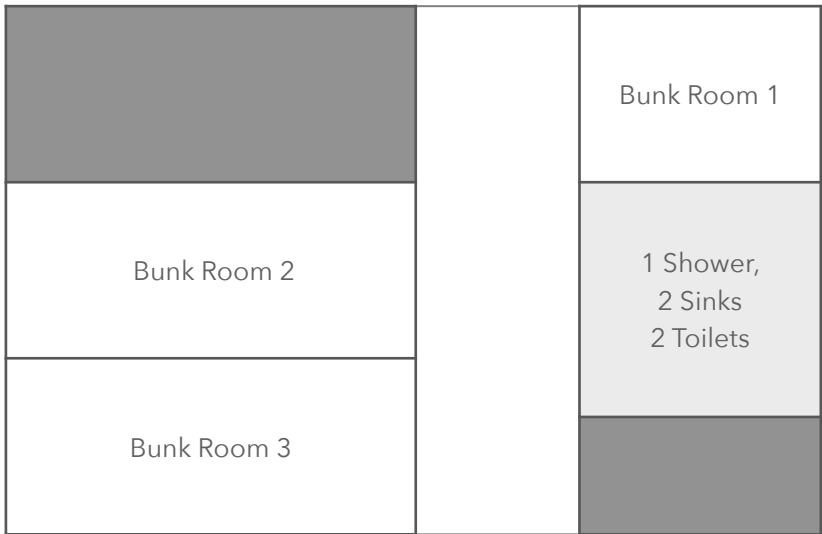 Bunk Room 1
Bunk Room 2
1 Shower,
2 Sinks
2 Toilets
Bunk Room 3